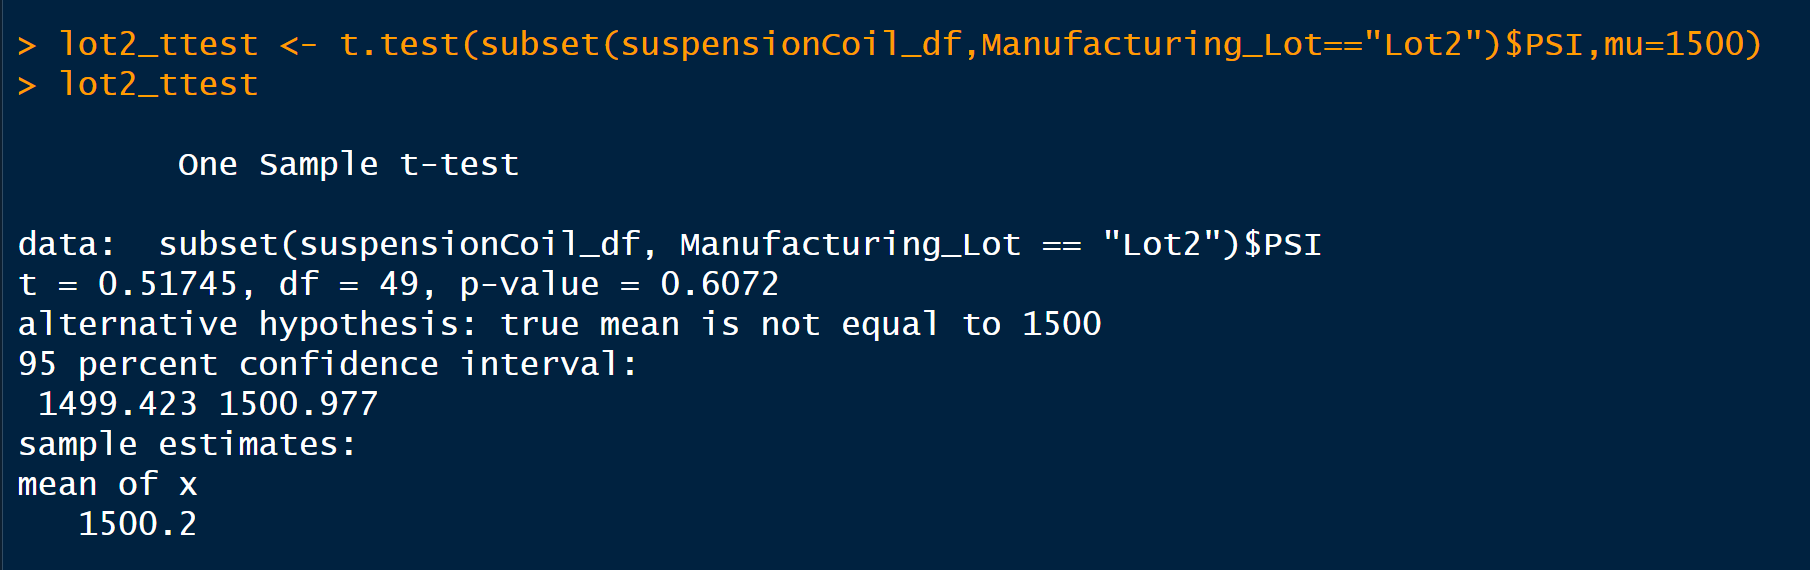 > lot2_ttest <- t.test(subset(suspensionCoil_df,Manufacturing_Lot=="Lot2")$PSI,mu=1500)
> lot2_ttest
One Sample t-test
data:  subset(suspensionCoil_df, Manufacturing_Lot == "Lot2")$PSI
t = 0.51745, df = 49, p-value = 0.6072
alternative hypothesis: true mean is not equal to 1500
95 percent confidence interval:
 1499.423 1500.977
sample estimates:
mean of x
   1500.2